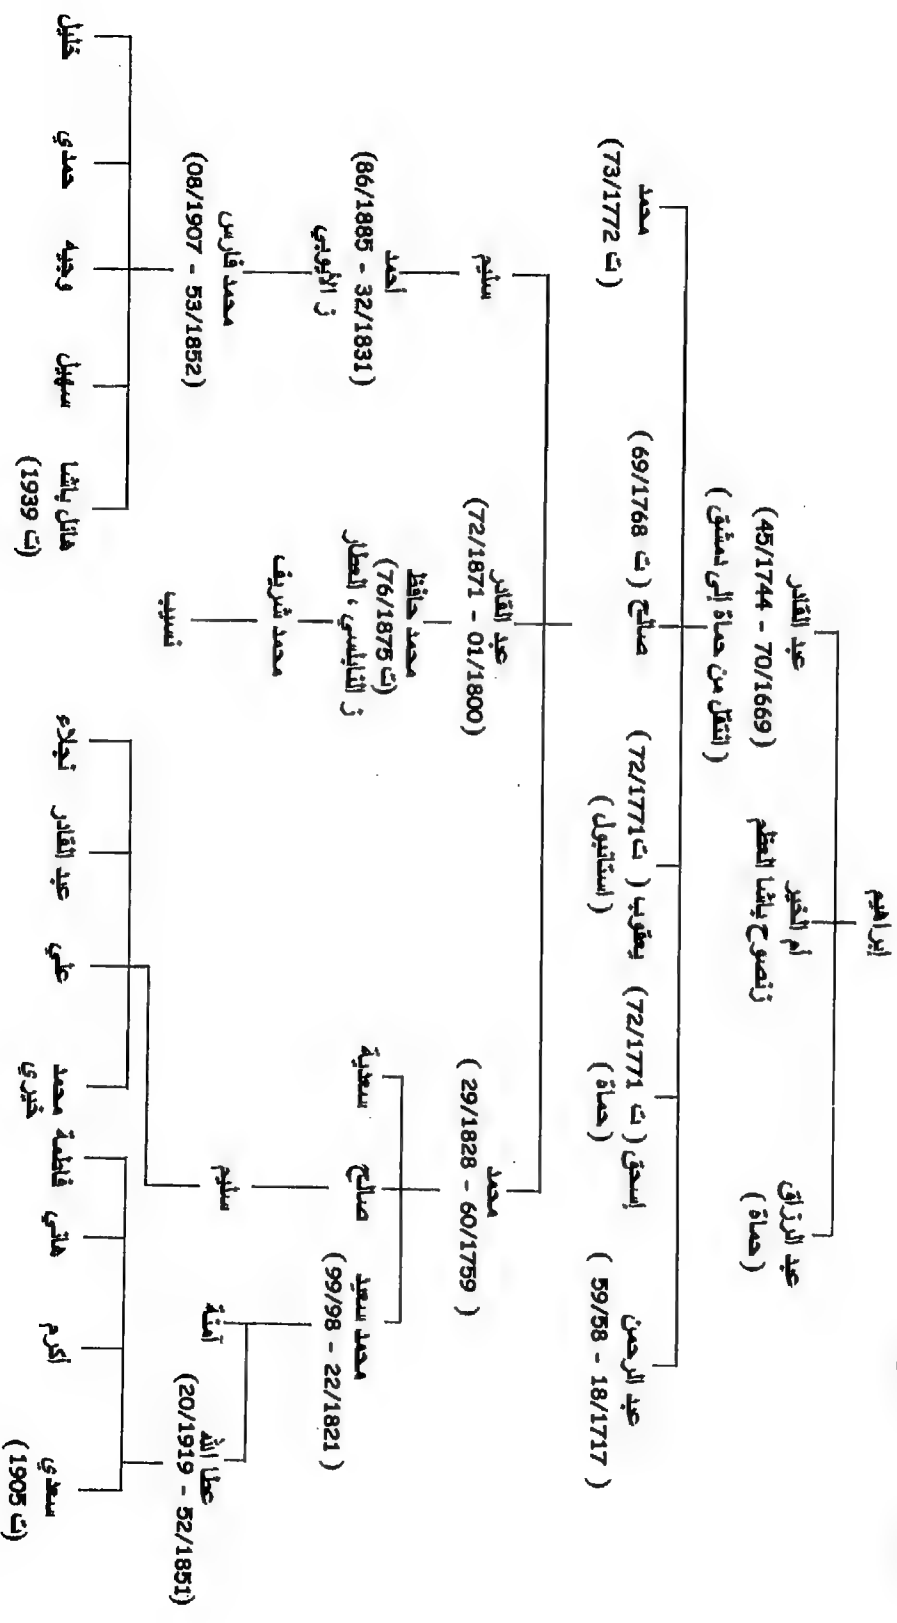 إبراهيم
عبد القادر
(45/1744 - 70/1669)
( انتقل من حماة إلى دمشق )
أم الخير
ز نصوح باشا العظم
عبد الرزاق
( حماة )
محمد
( ت 73/1772)
صالح ( ت 69/1768)
يعقوب ( ت 72/1771)
( استانبول )
إسحق ( ت 72/1771)
( حماة )
عبد الرحمن
( 59/58 - 18/1717 )
سليم
عبد القادر
(72/1871 - 01/1800)
محمد
( 29/1828 - 60/1759 )
أحمد
(86/1885 - 32/1831)
ز الأيوبي
محمد حافظ
(ت 76/1875)
ز النابلسي ، العطار
سعدية
صالح
محمد سعيد
(99/98 - 22/1821 )
محمد فارس
(08/1907 - 53/1852)
محمد شريف
سليم
آمنة
عطا الله
(20/1919 - 52/1851)
نسيب
خليل
حمدي
وجيه
سهيل
هائل باشا
(ت 1939)
نجلاء
عبد القادر
علي
محمد
خيري
فاطمة
هاني
أكرم
سعدي
(ت 1905)